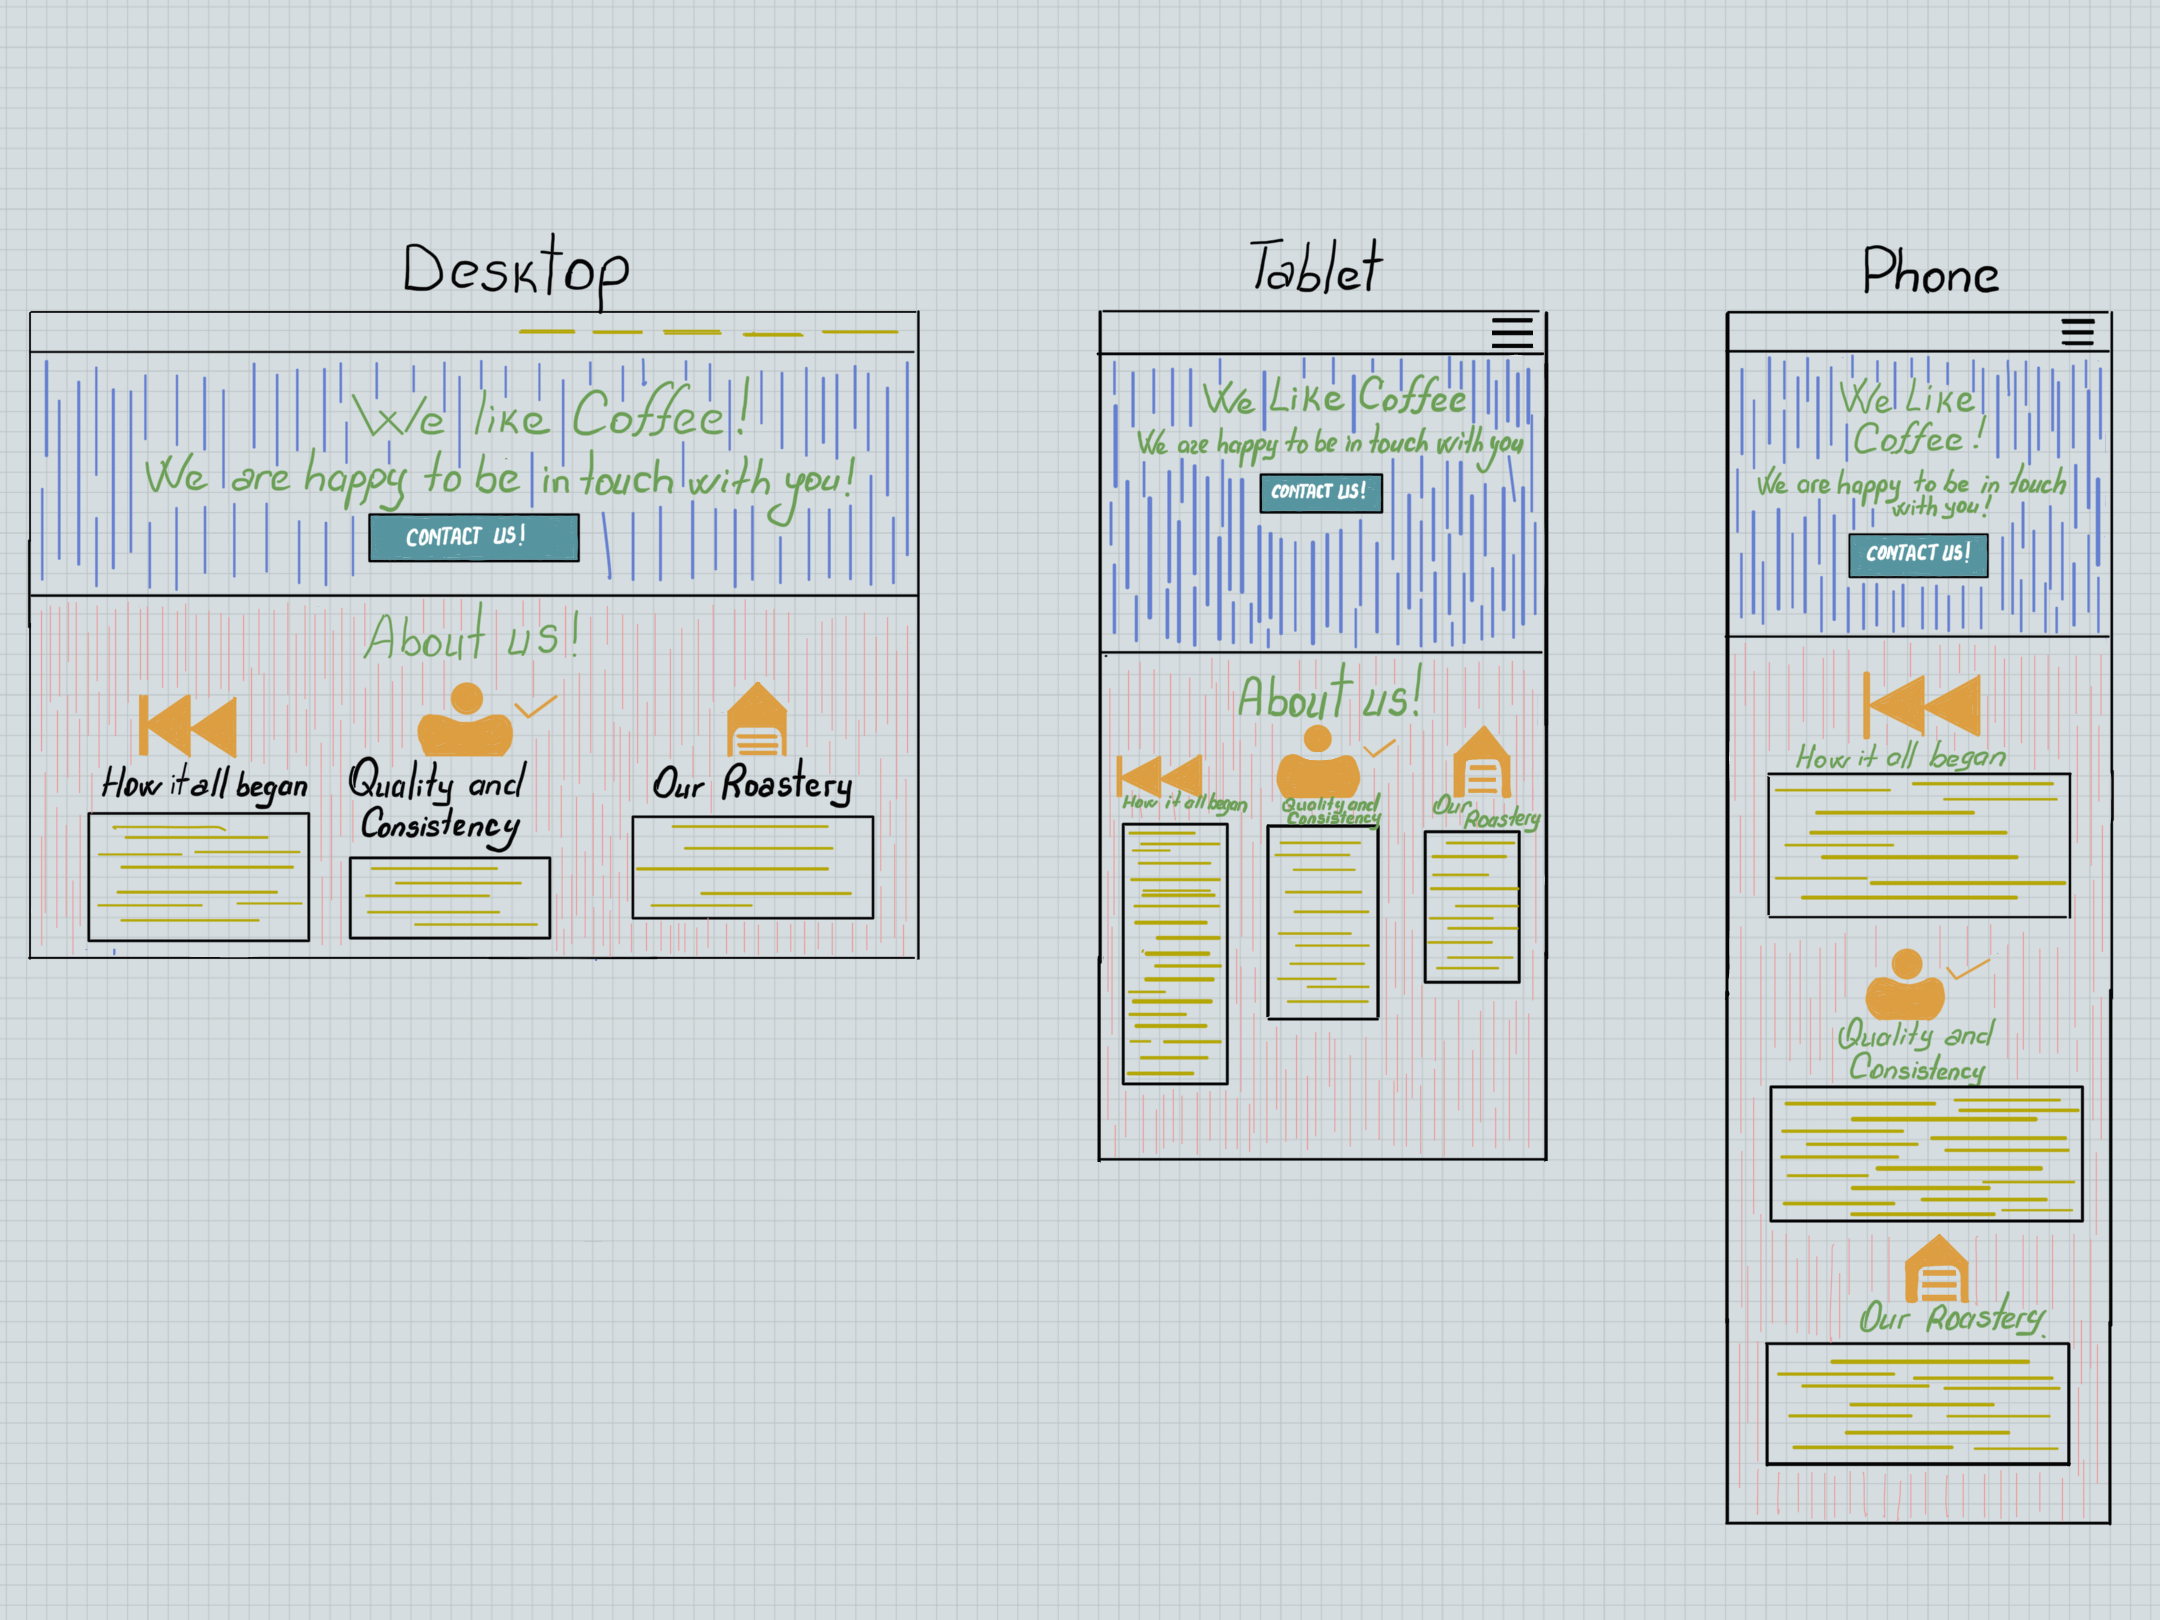 Desktop
We like Coffee!
We are happy to be in touch with you!
CONTACT US!
About us!
How it all began
Quality and
Consistency
Our Roastery
Tablet
We Like Coffee
We are happy to be in touch with you
CONTACT US!
About us!
How it all began
Quality and
Consistency
Our
Roastery
Phone
We Like
Coffee!
We are happy to be in touch
with you!
CONTACT US!
How it all began
Quality and
Consistency
Our Roastery